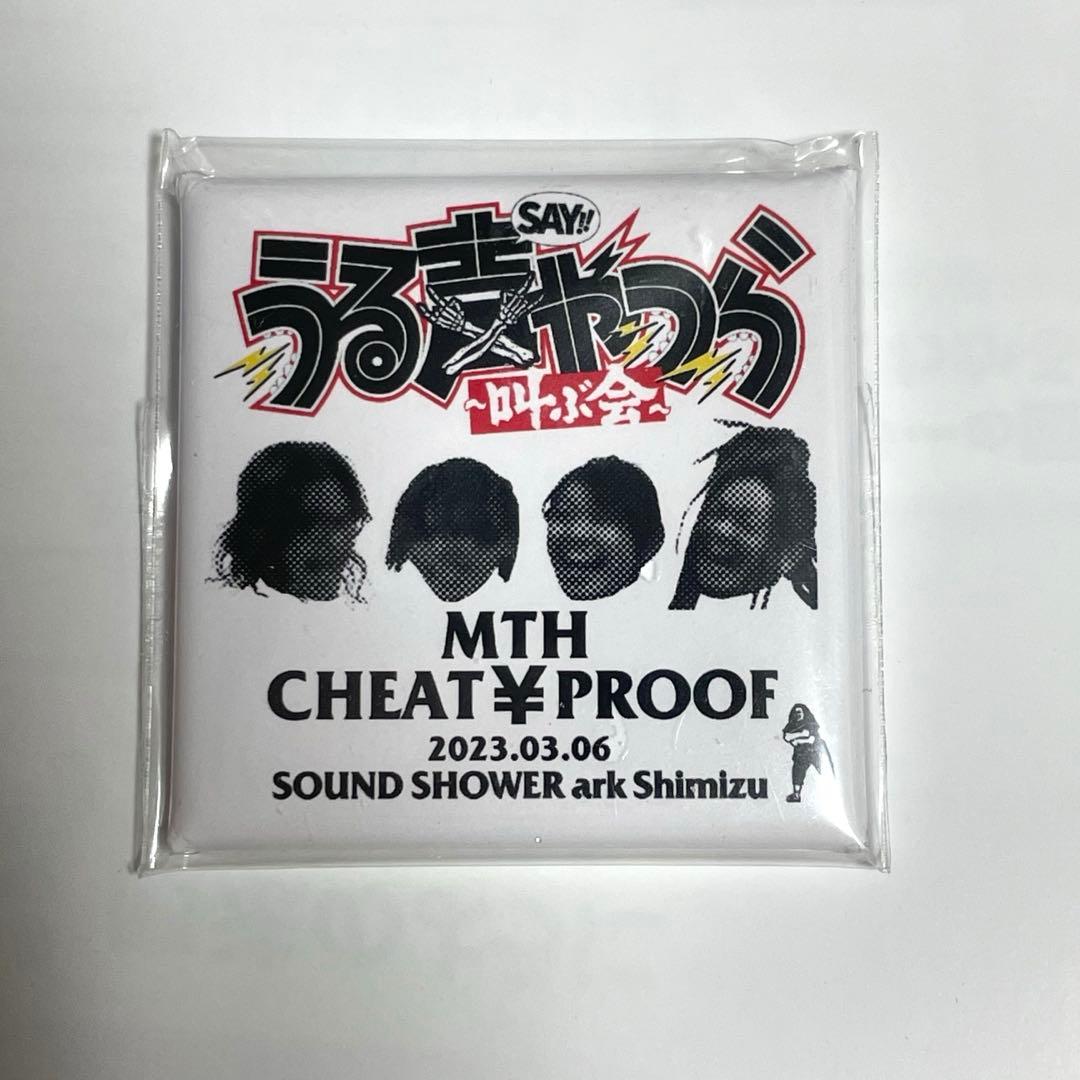 SAY!!
うる声やつら
~叫ぶ会~
MTH
CHEAT¥PROOF
2023.03.06
SOUND SHOWER ark Shimizu